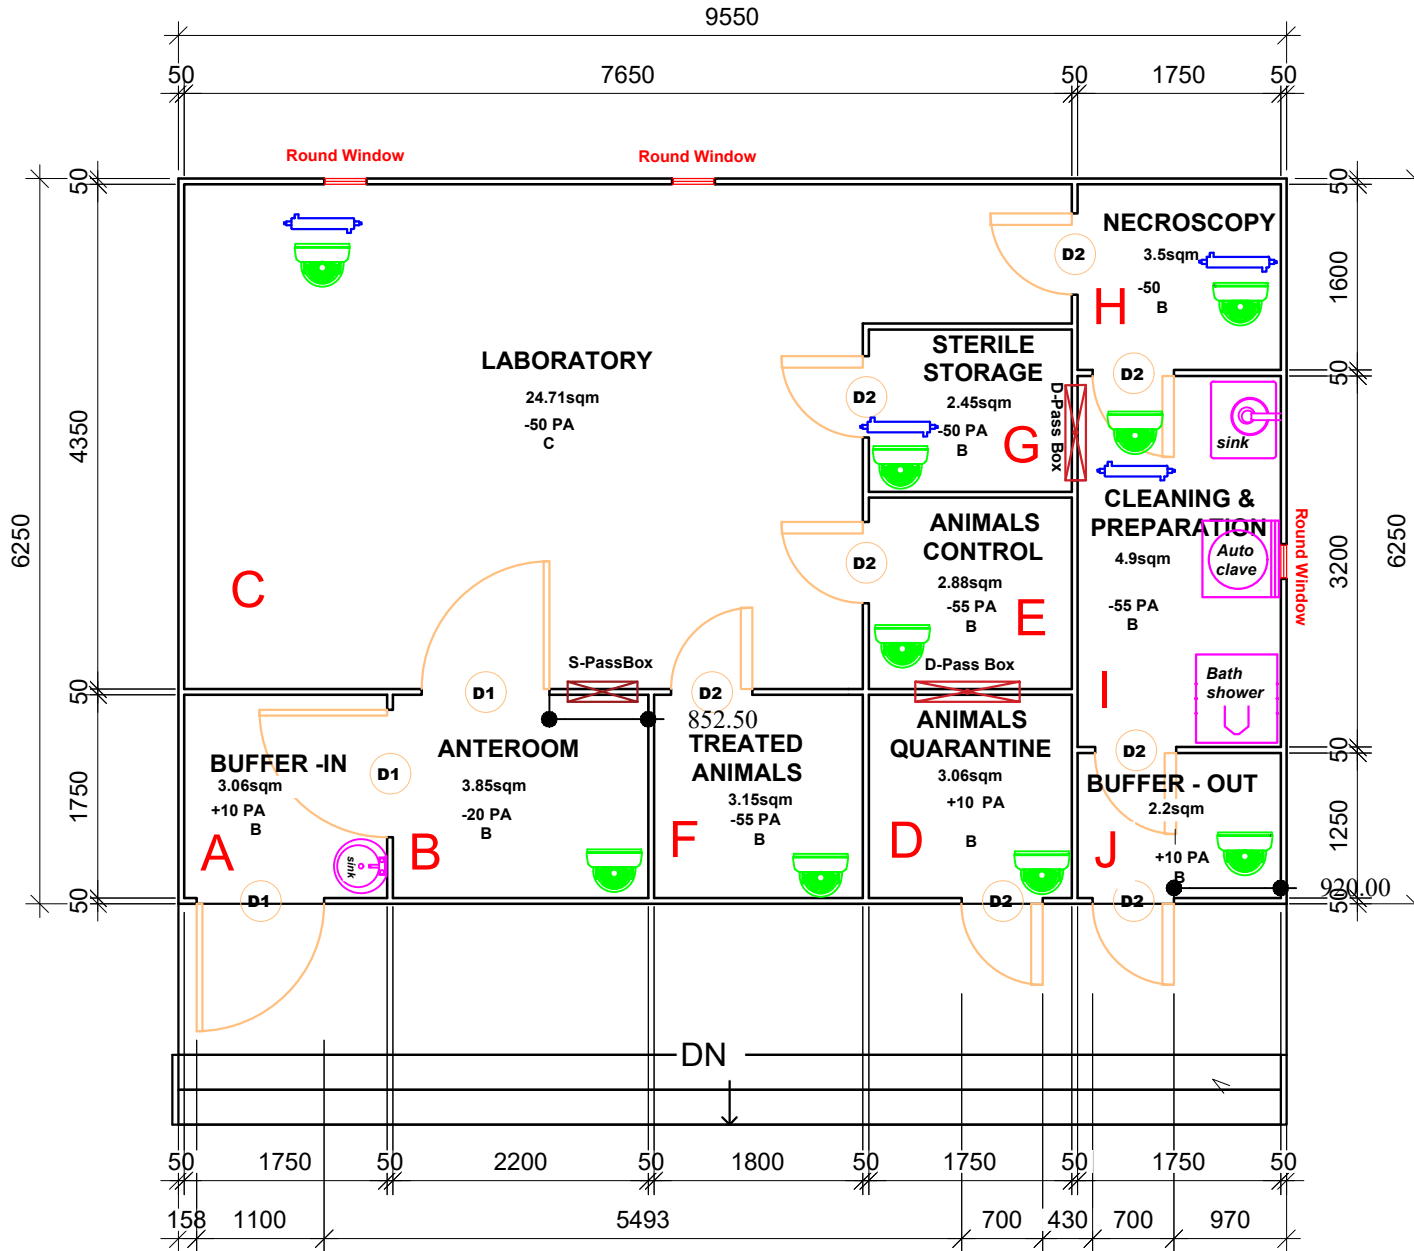 9550
50
7650
50
1750
50
Round Window
Round Window
50
50
NECROSCOPY
D2
3.5sqm
-50
B
H
1600
STERILE
STORAGE
D2
50
50
LABORATORY
24.71sqm
-50 PA
C
D2
2.45sqm
-50 PA
B
G
D-Pass Box
sink
4350
CLEANING &
PREPARATION
4.9sqm
-55 PA
B
Auto
clave
Round Window
3200
6250
6250
ANIMALS
CONTROL
D2
2.88sqm
-55 PA
B
E
C
S-PassBox
D-Pass Box
I
Bath
shower
50
D1
D2
852.50
ANIMALS
QUARANTINE
3.06sqm
+10 PA
B
D
TREATED
ANIMALS
3.15sqm
-55 PA
B
F
ANTEROOM
3.85sqm
-20 PA
B
B
BUFFER -IN
3.06sqm
+10 PA
B
A
D1
sink
D2
50
BUFFER - OUT
2.2sqm
+10 PA
B
J
1750
1250
50
D1
D2
D2
920.00
50
DN
50
1750
50
2200
50
1800
50
1750
50
1750
50
158
1100
5493
700
430
700
970